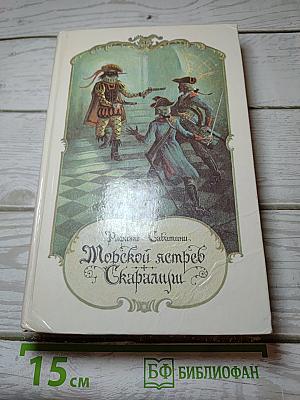 Рафаэль Сабатини
Морской ястреб
Скарамуш
15 см
БФ БИБЛИОФАН